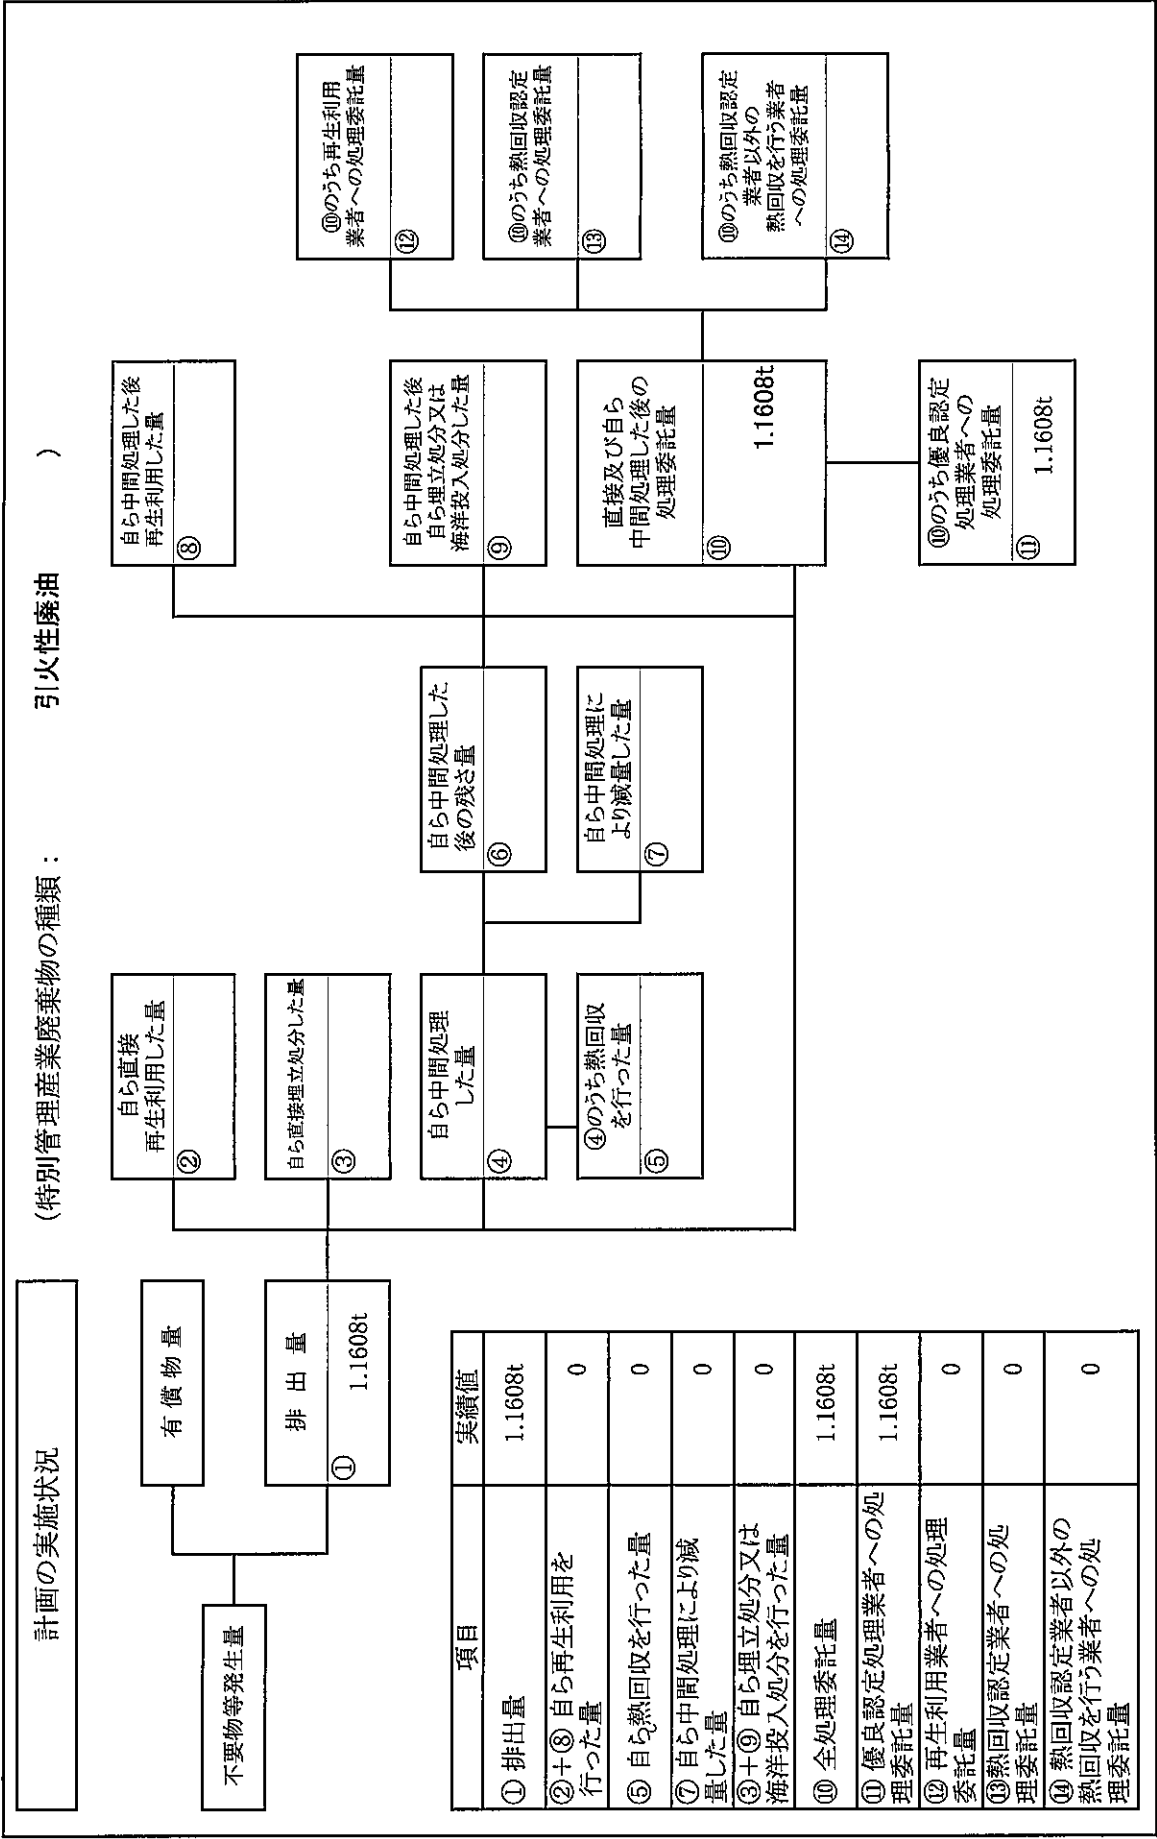 計画の実施状況
(特別管理産業廃棄物の種類: 引火性廃油 )
不要物等発生量
有償物量
排出量
①
1.1608t
自ら直接
再生利用した量
②
自ら直接埋立処分した量
③
自ら中間処理
した量
④
④のうち熱回収
を行った量
⑤
自ら中間処理した
後の残さ量
⑥
自ら中間処理に
より減量した量
⑦
自ら中間処理した後
再生利用した量
⑧
自ら中間処理した後
自ら埋立処分又は
海洋投入処分した量
⑨
直接及び自ら
中間処理した後の
処理委託量
⑩
1.1608t
⑩のうち優良認定
処理業者への
処理委託量
⑪
1.1608t
⑩のうち再生利用
業者への処理委託量
⑫
⑩のうち熱回収認定
業者への処理委託量
⑬
⑩のうち熱回収認定
業者以外の
熱回収を行う業者
への処理委託量
⑭
項目 実績値
① 排出量 1.1608t
②+⑧ 自ら再生利用を
行った量 0
⑤ 自ら熱回収を行った量 0
⑦ 自ら中間処理により減
量した量 0
③+⑨ 自ら埋立処分又は
海洋投入処分を行った量 0
⑩ 全処理委託量 1.1608t
⑪ 優良認定処理業者への処
理委託量 1.1608t
⑫ 再生利用業者への処理
委託量 0
⑬熱回収認定業者への処
理委託量 0
⑭ 熱回収認定業者以外の
熱回収を行う業者への処
理委託量 0